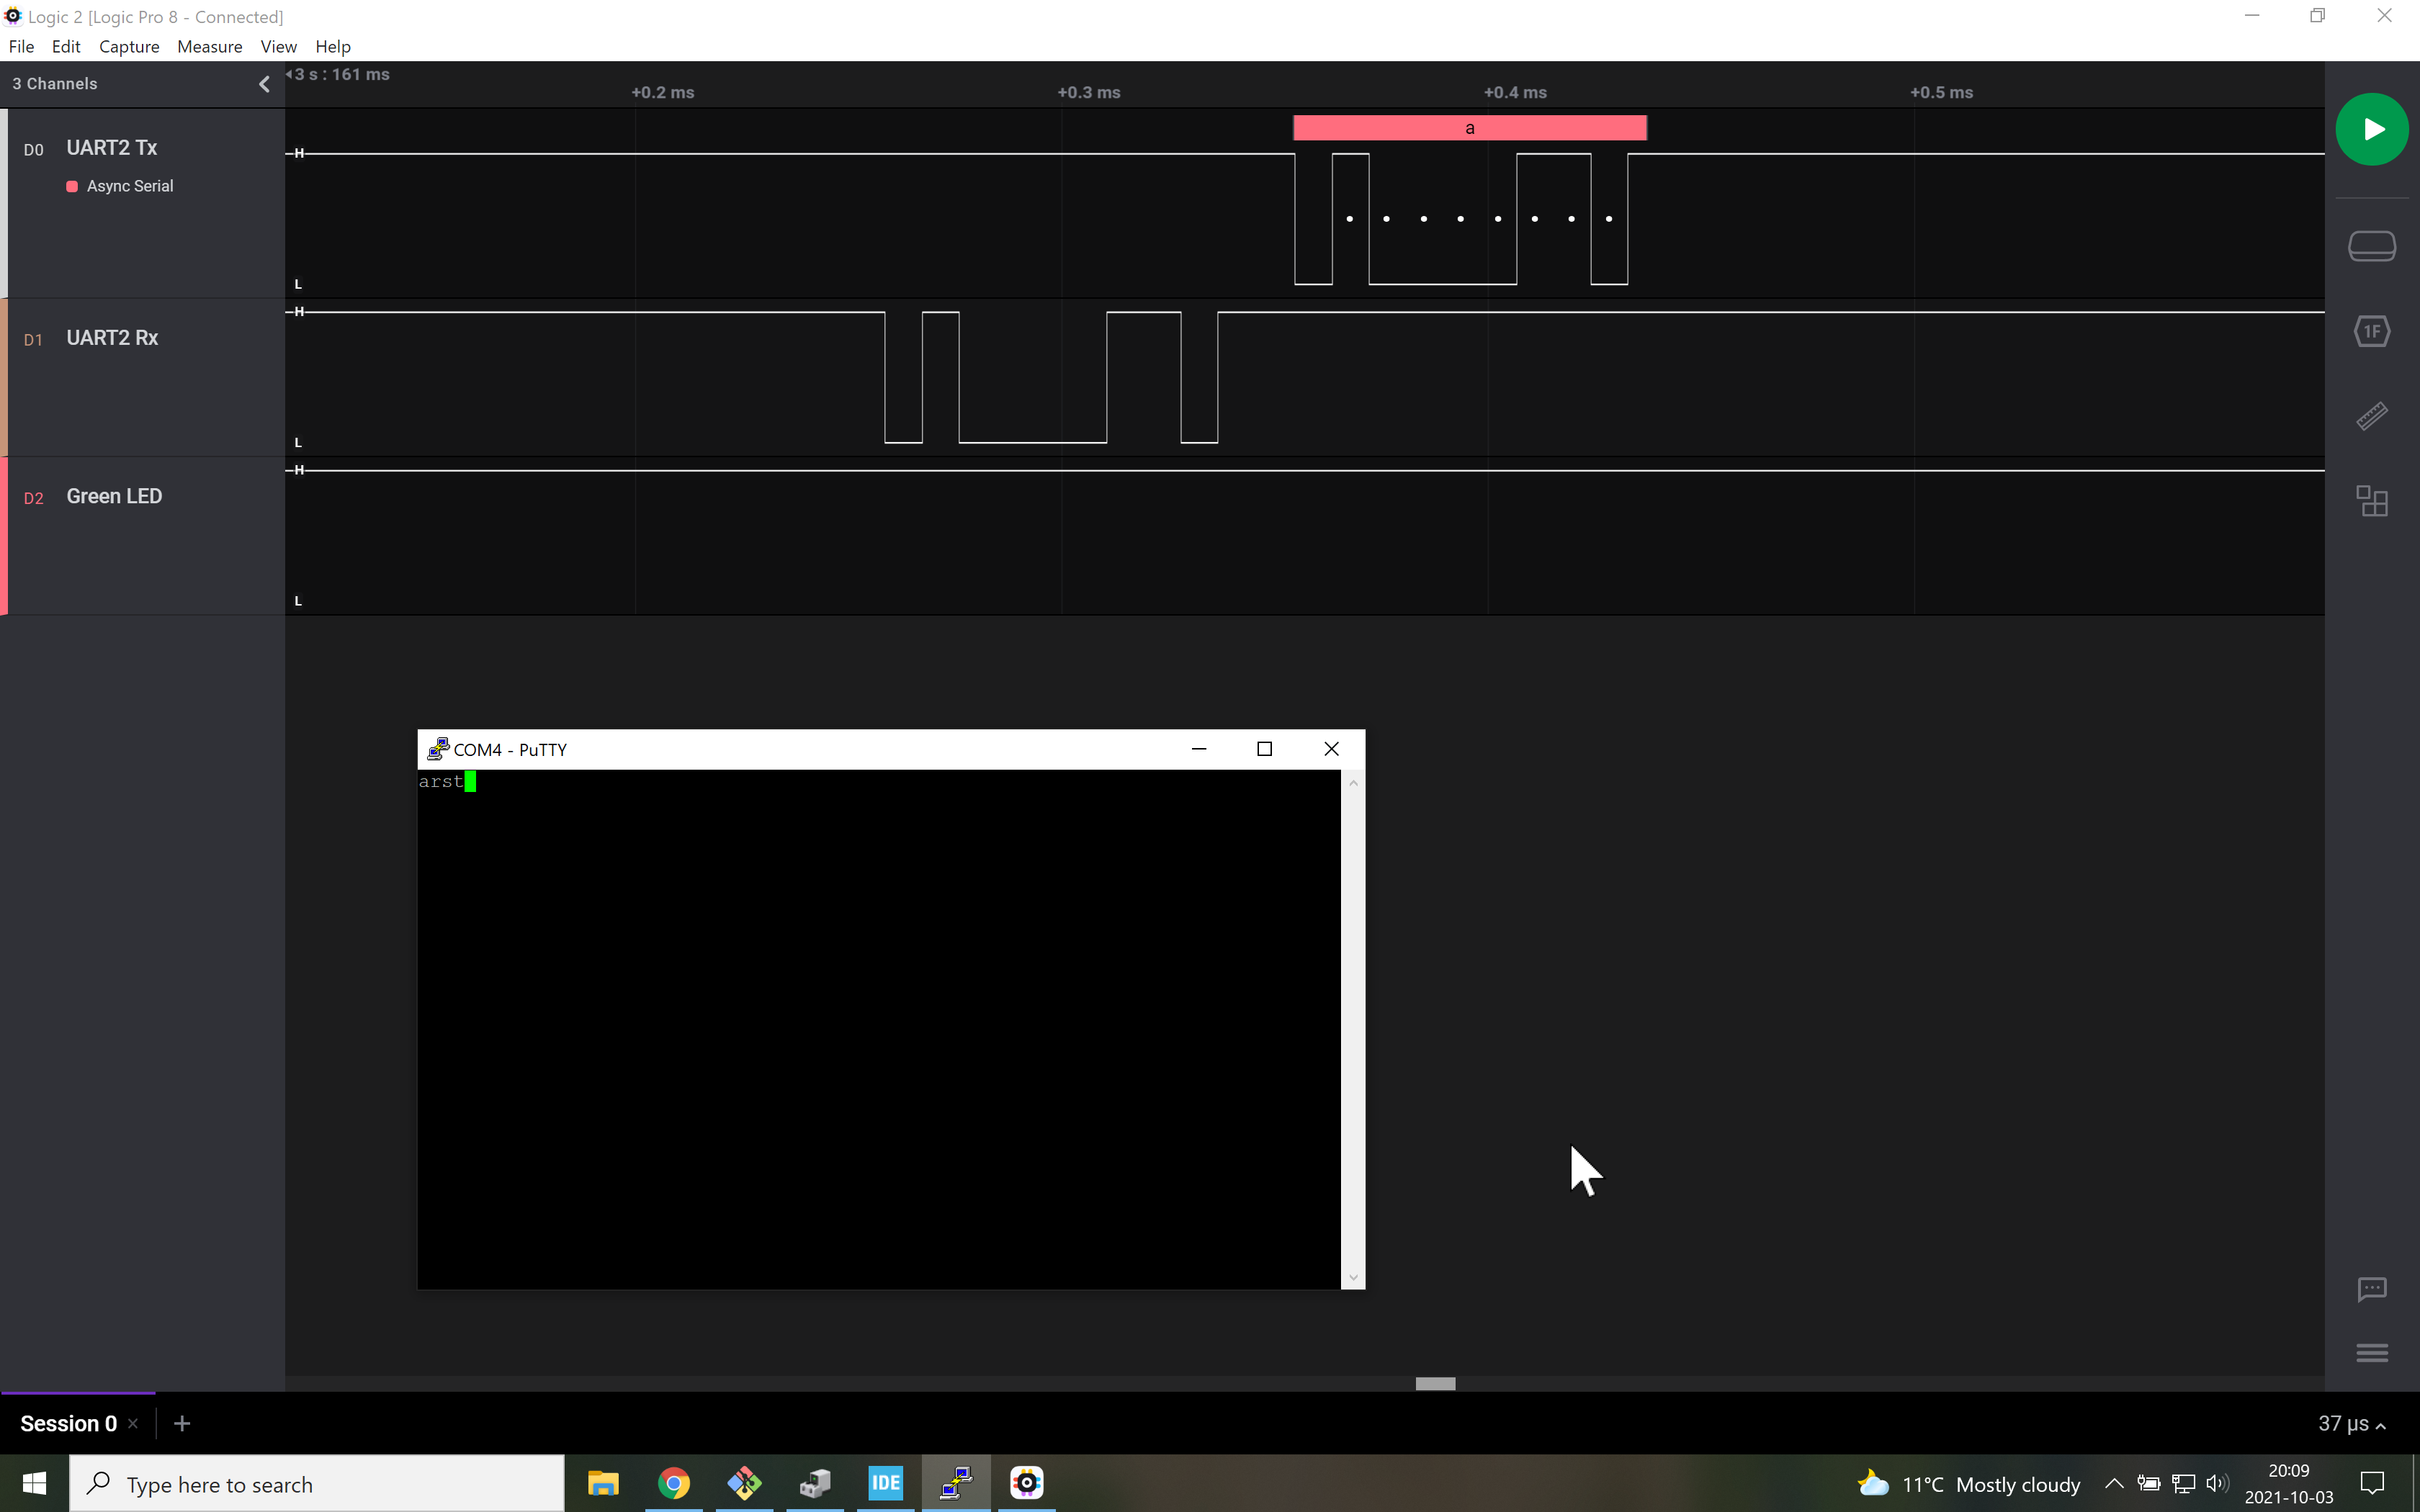 Logic 2 [Logic Pro 8 - Connected]
File Edit Capture Measure View Help
3 Channels
3 s : 161 ms
+0.2 ms +0.3 ms +0.4 ms +0.5 ms
a
D0 UART2 Tx
H
Async Serial
L
H
D1 UART2 Rx
1F
L
H
D2 Green LED
L
COM4 - PuTTY
arst
Session 0
37 µs
Type here to search
IDE
11°C Mostly cloudy
20:09
2021-10-03